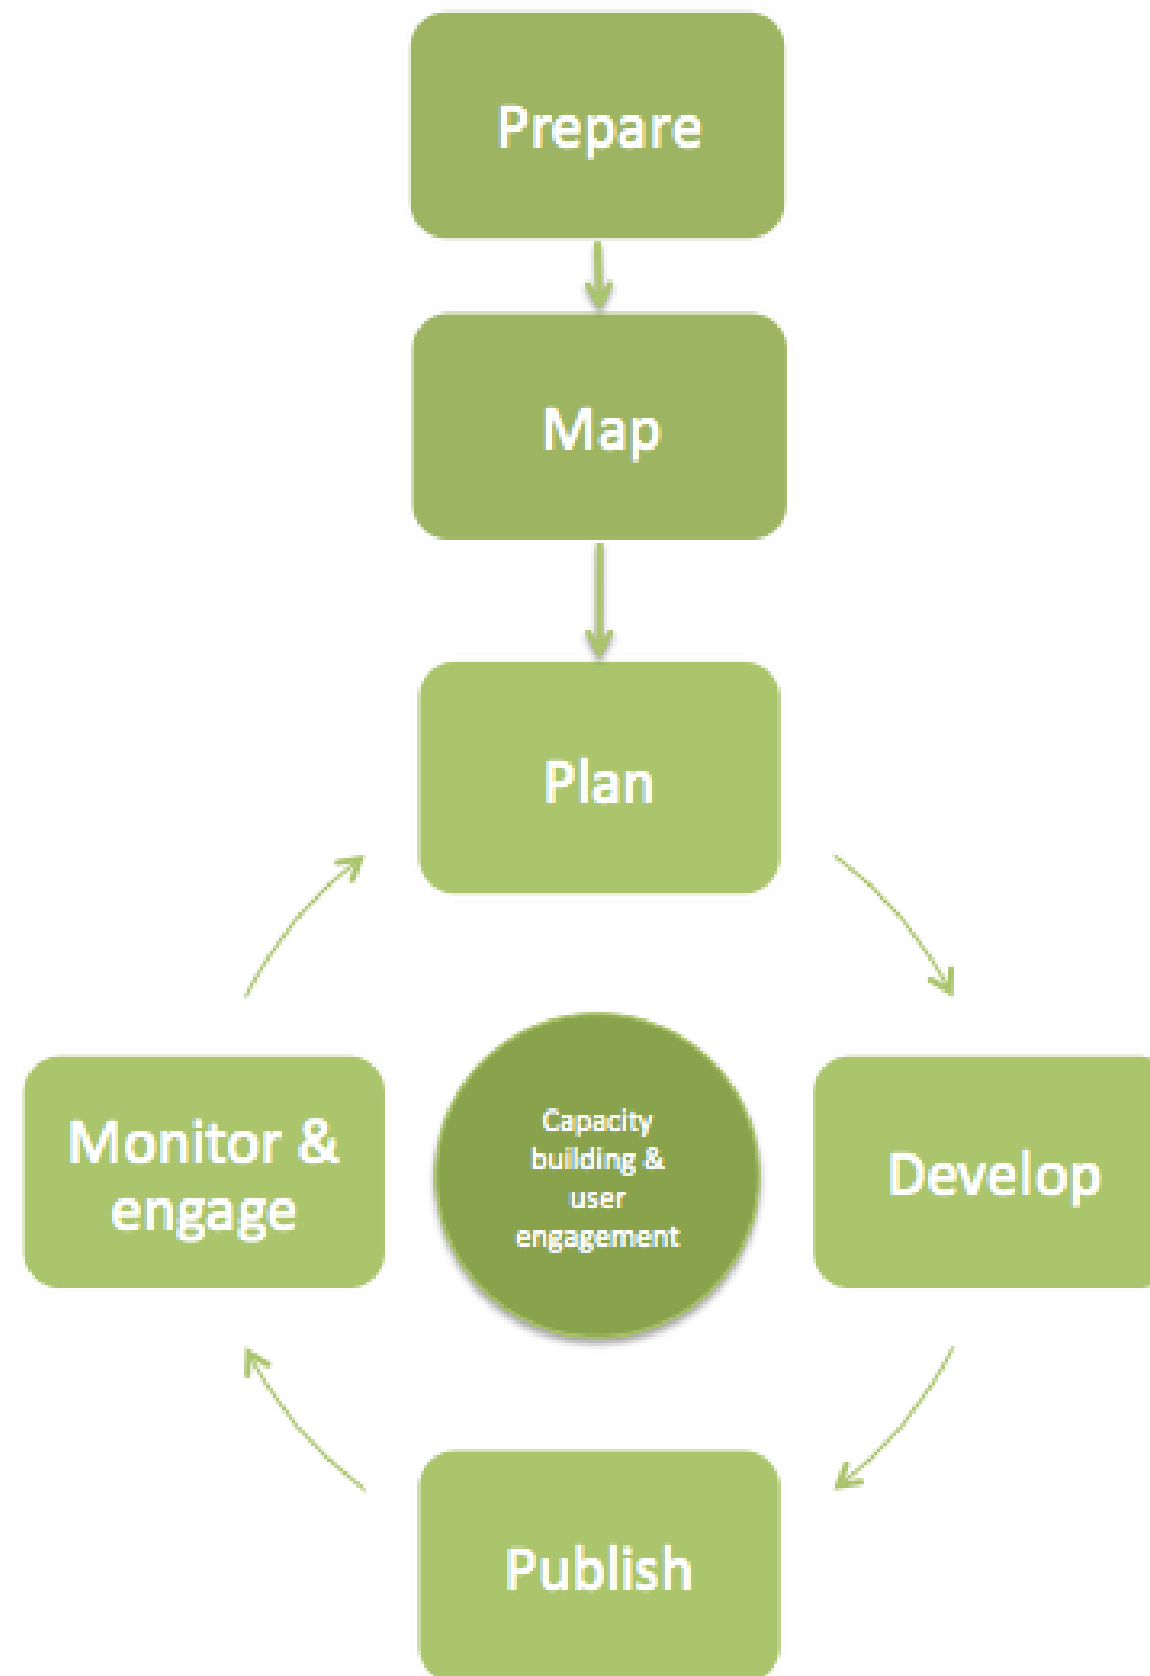 Prepare
Map
Plan
Monitor &
engage
Capacity
building &
user
engagement
Develop
Publish